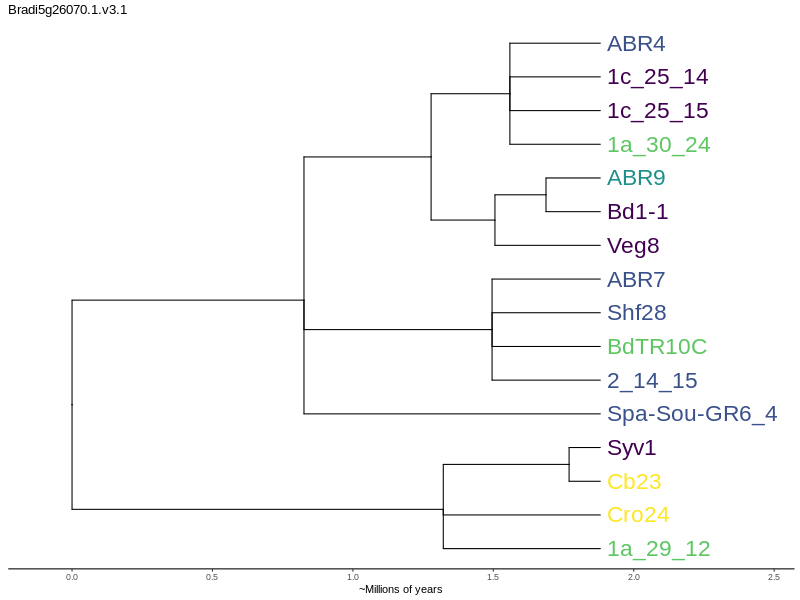 Bradi5g26070.1.v3.1
ABR4
1c_25_14
1c_25_15
1a_30_24
ABR9
Bd1-1
Veg8
ABR7
Shf28
BdTR10C
2_14_15
Spa-Sou-GR6_4
Syv1
Cb23
Cro24
1a_29_12
0.0 0.5 1.0 1.5 2.0 2.5
~Millions of years